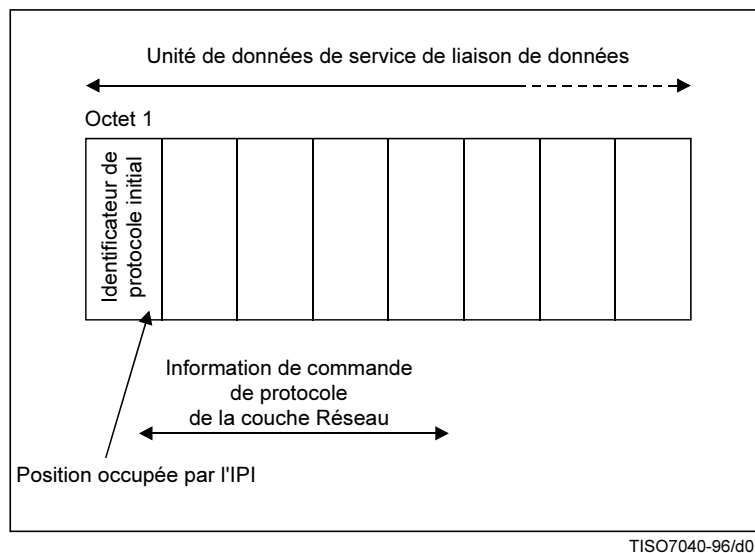 Unité de données de service de liaison de données
Octet 1
Identificateur de
protocole initial
Information de commande
de protocole
de la couche Réseau
Position occupée par l'IPI
TISO7040-96/d0